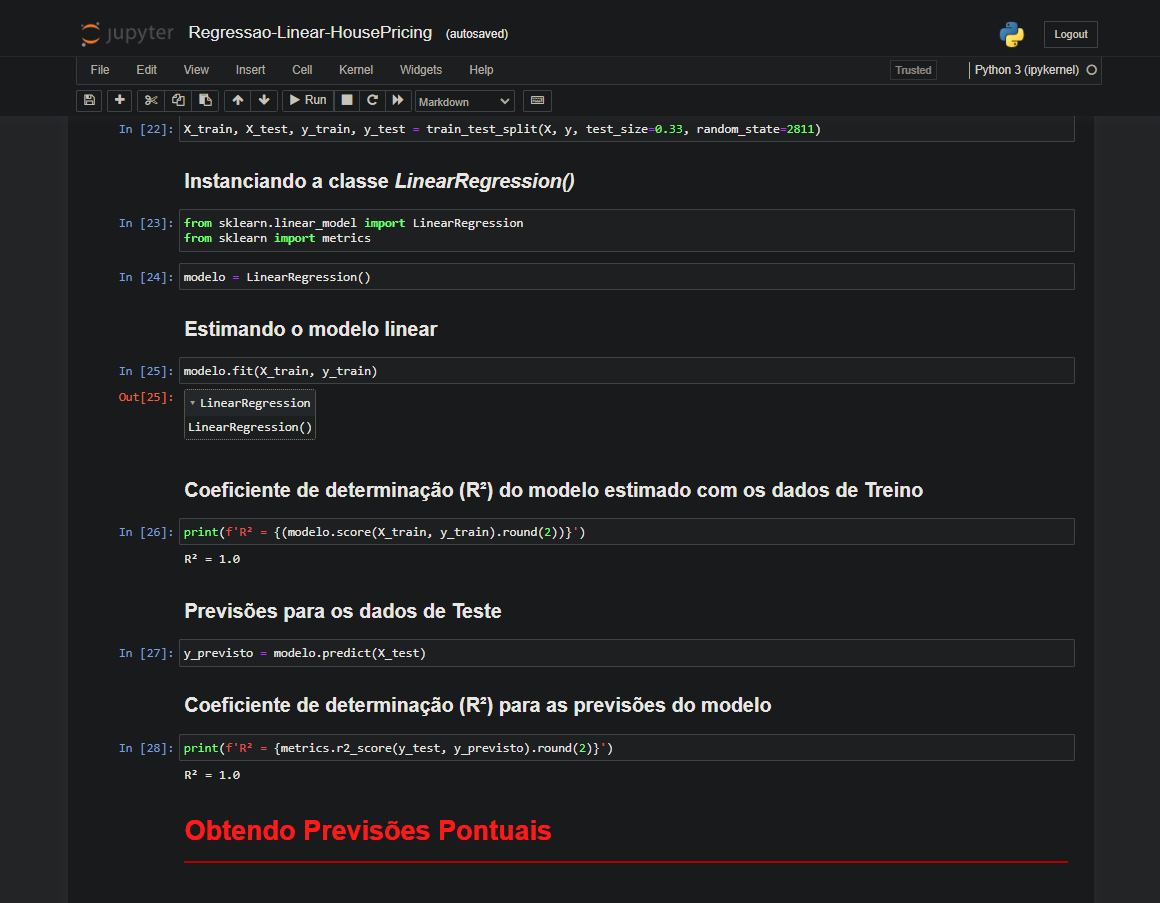 jupyter Regressao-Linear-HousePricing (autosaved) Logout
File Edit View Insert Cell Kernel Widgets Help Trusted Python 3 (ipykernel)
Run Markdown
In [22]: X_train, X_test, y_train, y_test = train_test_split(X, y, test_size=0.33, random_state=2811)
Instanciando a classe LinearRegression()
In [23]: from sklearn.linear_model import LinearRegression
from sklearn import metrics
In [24]: modelo = LinearRegression()
Estimando o modelo linear
In [25]: modelo.fit(X_train, y_train)
Out[25]: ▾ LinearRegression
LinearRegression()
Coeficiente de determinação (R²) do modelo estimado com os dados de Treino
In [26]: print(f'R² = {(modelo.score(X_train, y_train).round(2))}')
R² = 1.0
Previsões para os dados de Teste
In [27]: y_previsto = modelo.predict(X_test)
Coeficiente de determinação (R²) para as previsões do modelo
In [28]: print(f'R² = {metrics.r2_score(y_test, y_previsto).round(2)}')
R² = 1.0
Obtendo Previsões Pontuais